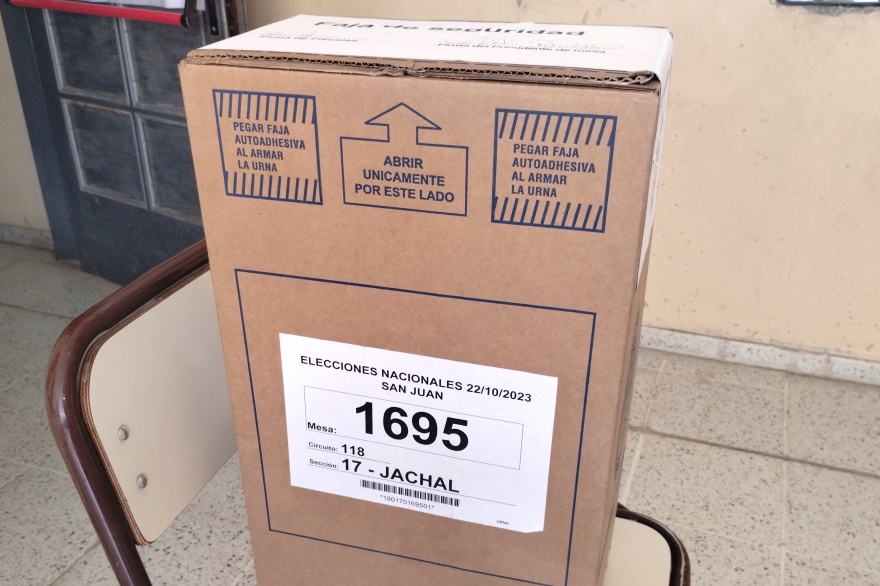 Faja de seguridad
PEGAR FAJA
AUTOADHESIVA
AL ARMAR
LA URNA
ABRIR
UNICAMENTE
POR ESTE LADO
PEGAR FAJA
AUTOADHESIVA
AL ARMAR
LA URNA
ELECCIONES NACIONALES 22/10/2023
SAN JUAN
Mesa: 1695
Circuito: 118
Sección: 17 - JACHAL
*180170169501*
URNA